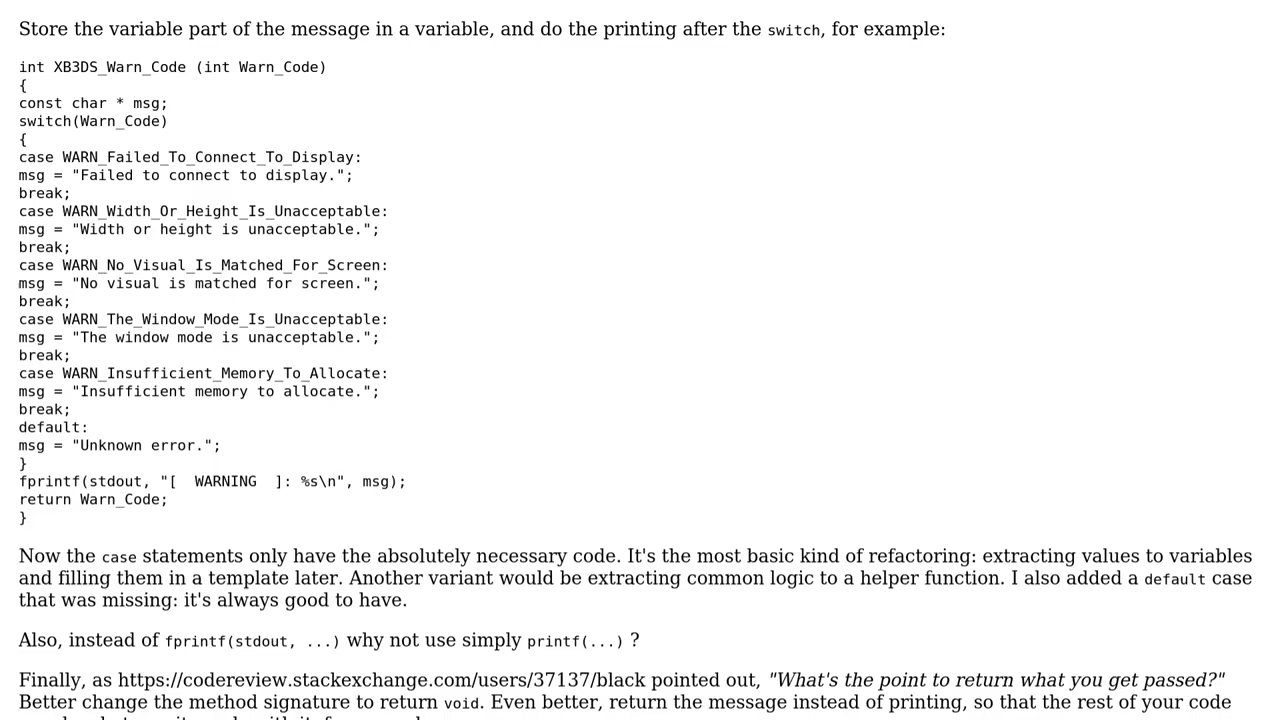 Store the variable part of the message in a variable, and do the printing after the switch, for example:
int XB3DS_Warn_Code (int Warn_Code)
{
const char * msg;
switch(Warn_Code)
{
case WARN_Failed_To_Connect_To_Display:
msg = "Failed to connect to display.";
break;
case WARN_Width_Or_Height_Is_Unacceptable:
msg = "Width or height is unacceptable.";
break;
case WARN_No_Visual_Is_Matched_For_Screen:
msg = "No visual is matched for screen.";
break;
case WARN_The_Window_Mode_Is_Unacceptable:
msg = "The window mode is unacceptable.";
break;
case WARN_Insufficient_Memory_To_Allocate:
msg = "Insufficient memory to allocate.";
break;
default:
msg = "Unknown error.";
}
fprintf(stdout, "[  WARNING  ]: %s\n", msg);
return Warn_Code;
}
Now the case statements only have the absolutely necessary code. It's the most basic kind of refactoring: extracting values to variables
and filling them in a template later. Another variant would be extracting common logic to a helper function. I also added a default case
that was missing: it's always good to have.
Also, instead of fprintf(stdout, ...) why not use simply printf(...) ?
Finally, as https://codereview.stackexchange.com/users/37137/black pointed out, "What's the point to return what you get passed?"
Better change the method signature to return void. Even better, return the message instead of printing, so that the rest of your code